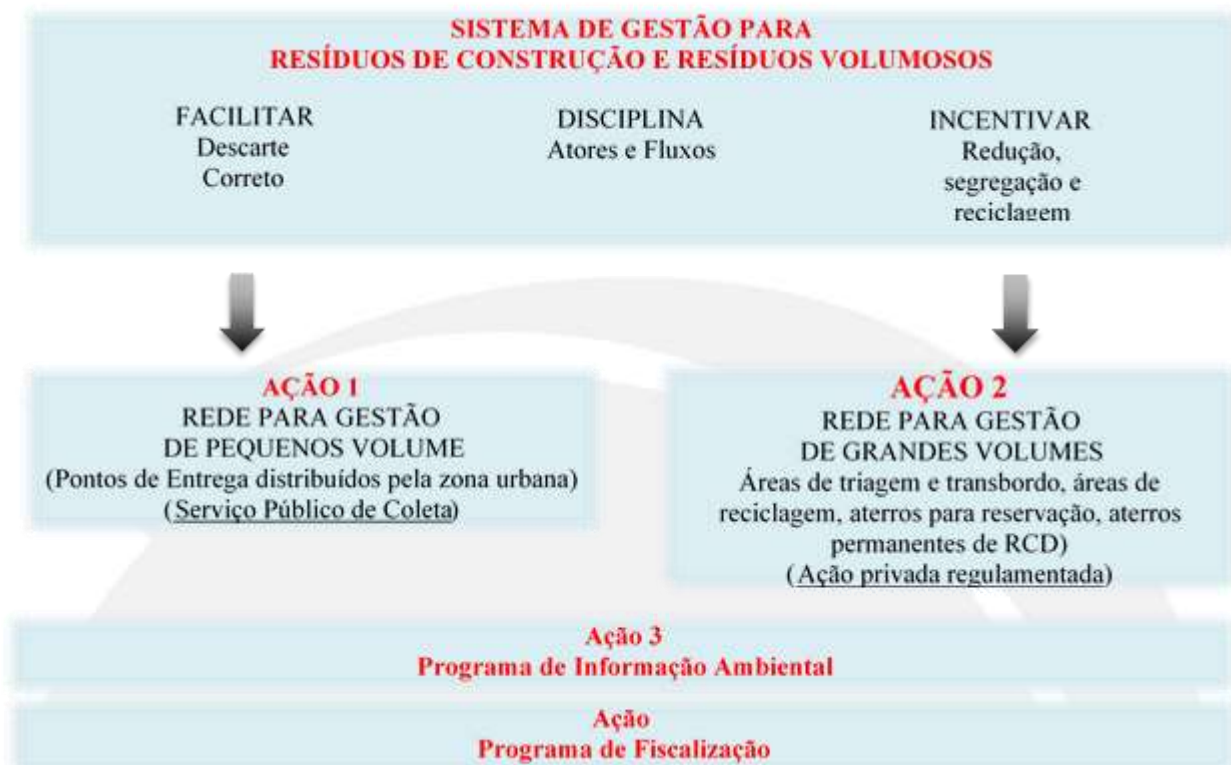 SISTEMA DE GESTÃO PARA
RESÍDUOS DE CONSTRUÇÃO E RESÍDUOS VOLUMOSOS
FACILITAR
Descarte
Correto
DISCIPLINA
Atores e Fluxos
INCENTIVAR
Redução,
segregação e
reciclagem
AÇÃO 1
REDE PARA GESTÃO
DE PEQUENOS VOLUME
(Pontos de Entrega distribuídos pela zona urbana)
(Serviço Público de Coleta)
AÇÃO 2
REDE PARA GESTÃO
DE GRANDES VOLUMES
Áreas de triagem e transbordo, áreas de
reciclagem, aterros para reservação, aterros
permanentes de RCD)
(Ação privada regulamentada)
Ação 3
Programa de Informação Ambiental
Ação
Programa de Fiscalização